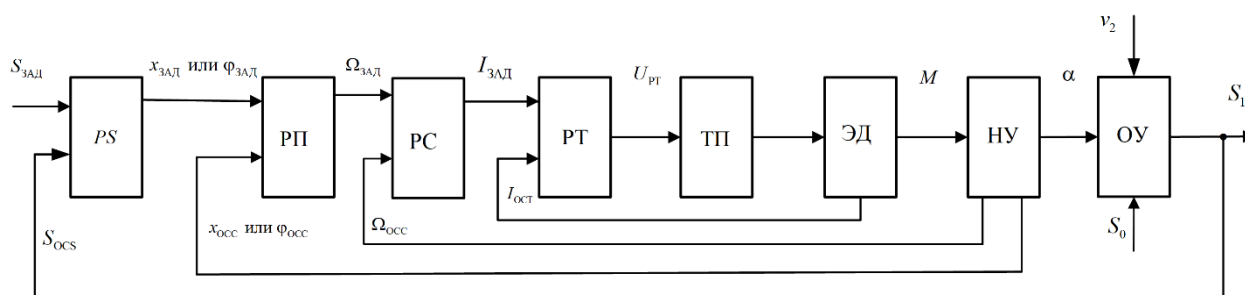 S_ЗАД
x_ЗАД или φ_ЗАД
Ω_ЗАД
I_ЗАД
U_РТ
M
α
v_2
S_1
PS
РП
РС
РТ
ТП
ЭД
НУ
ОУ
I_ОСТ
S_OCS
x_ОСС или φ_ОСС
Ω_ОСС
S_0